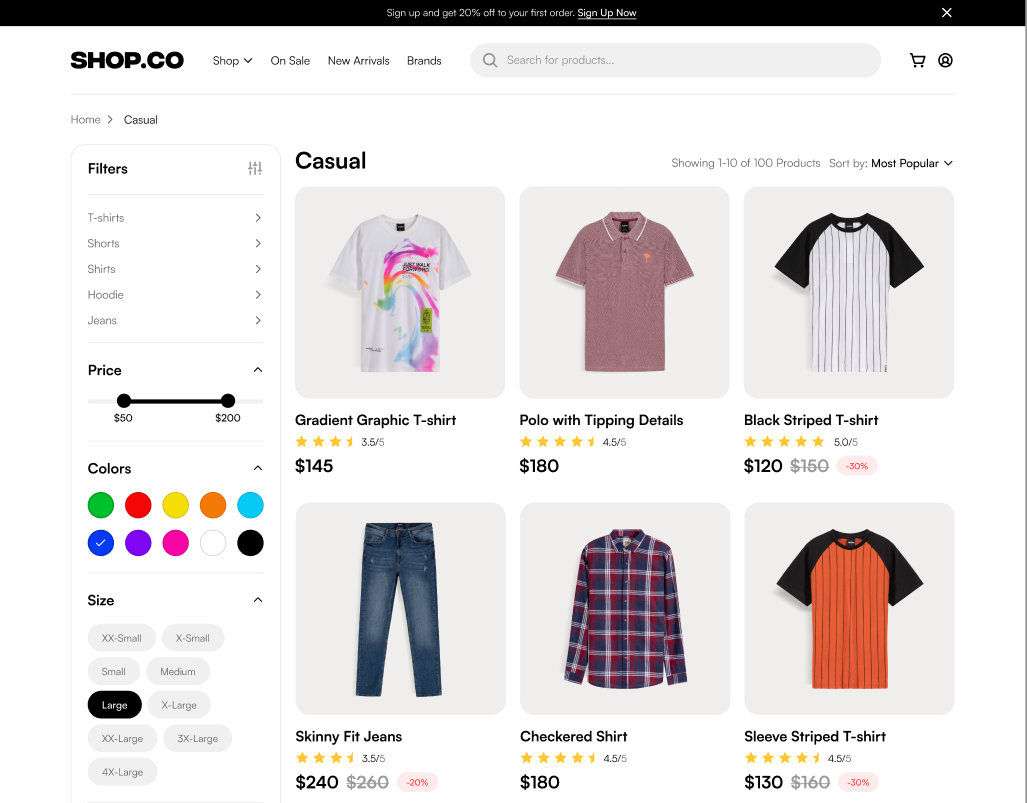 Sign up and get 20% off to your first order. Sign Up Now
SHOP.CO
Shop
On Sale
New Arrivals
Brands
Search for products...
Home
Casual
Filters
T-shirts
Shorts
Shirts
Hoodie
Jeans
Price
$50
$200
Colors
Size
XX-Small
X-Small
Small
Medium
Large
X-Large
XX-Large
3X-Large
4X-Large
Casual
Showing 1-10 of 100 Products
Sort by: Most Popular
JUST WALK
FORWARD.
Gradient Graphic T-shirt
3.5/5
$145
Polo with Tipping Details
4.5/5
$180
Black Striped T-shirt
5.0/5
$120 $150 -30%
Skinny Fit Jeans
3.5/5
$240 $260 -20%
Checkered Shirt
4.5/5
$180
Sleeve Striped T-shirt
4.5/5
$130 $160 -30%